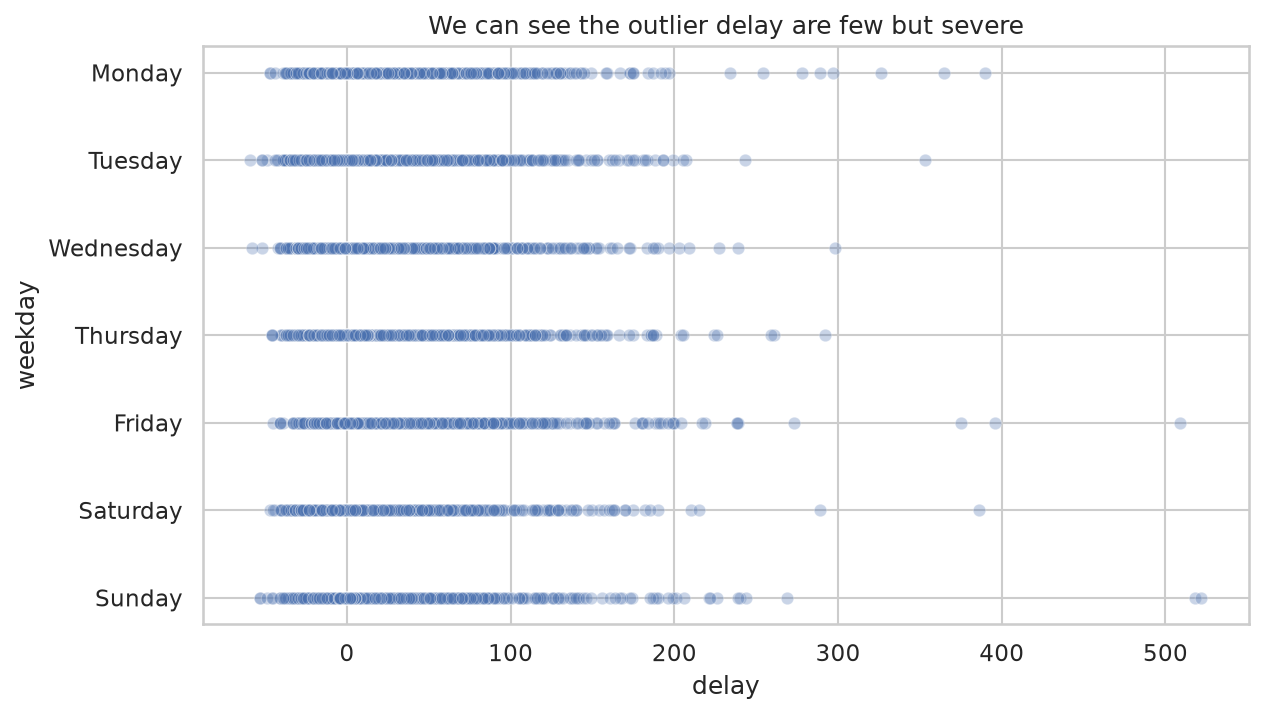 We can see the outlier delay are few but severe
Monday
Tuesday
Wednesday
Thursday
Friday
Saturday
Sunday
weekday
0 100 200 300 400 500
delay